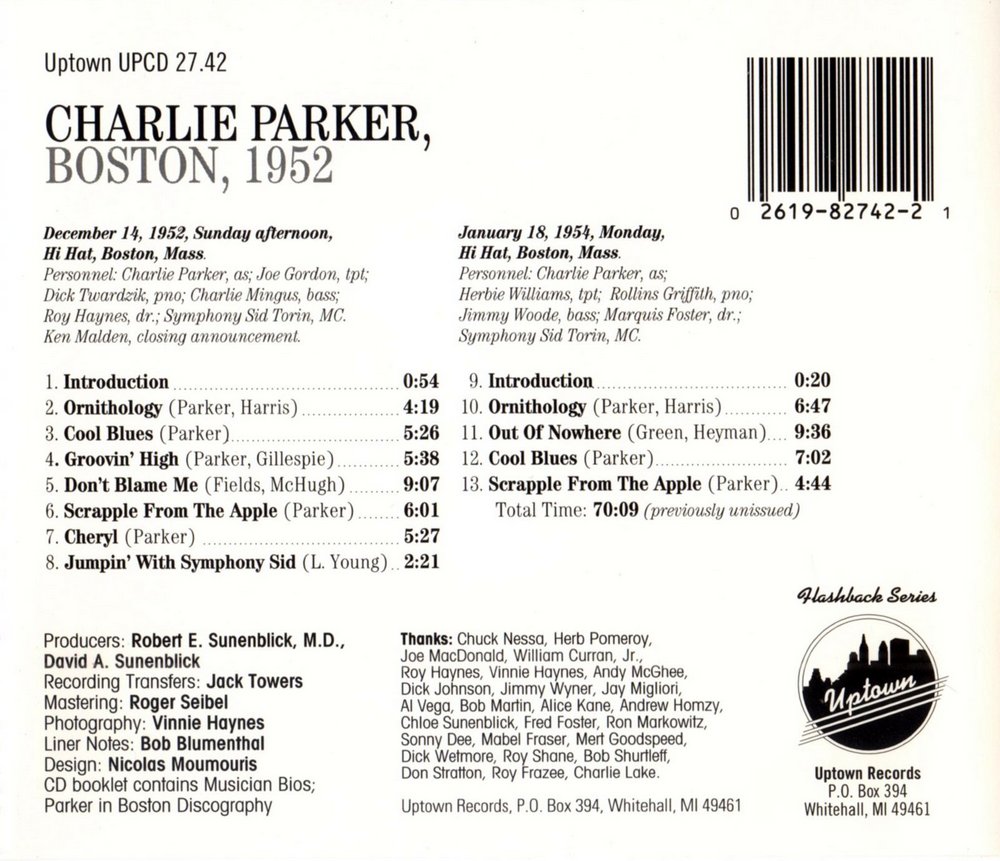 Uptown UPCD 27.42
CHARLIE PARKER,
BOSTON, 1952
0 2619-82742-2 1
December 14, 1952, Sunday afternoon,
Hi Hat, Boston, Mass.
Personnel: Charlie Parker, as; Joe Gordon, tpt;
Dick Twardzik, pno; Charlie Mingus, bass;
Roy Haynes, dr.; Symphony Sid Torin, MC.
Ken Malden, closing announcement.
1. Introduction 0:54
2. Ornithology (Parker, Harris) 4:19
3. Cool Blues (Parker) 5:26
4. Groovin' High (Parker, Gillespie) 5:38
5. Don't Blame Me (Fields, McHugh) 9:07
6. Scrapple From The Apple (Parker) 6:01
7. Cheryl (Parker) 5:27
8. Jumpin' With Symphony Sid (L. Young) 2:21
January 18, 1954, Monday,
Hi Hat, Boston, Mass.
Personnel: Charlie Parker, as;
Herbie Williams, tpt; Rollins Griffith, pno;
Jimmy Woode, bass; Marquis Foster, dr.;
Symphony Sid Torin, MC.
9. Introduction 0:20
10. Ornithology (Parker, Harris) 6:47
11. Out Of Nowhere (Green, Heyman) 9:36
12. Cool Blues (Parker) 7:02
13. Scrapple From The Apple (Parker) 4:44
Total Time: 70:09 (previously unissued)
Producers: Robert E. Sunenblick, M.D.,
David A. Sunenblick
Recording Transfers: Jack Towers
Mastering: Roger Seibel
Photography: Vinnie Haynes
Liner Notes: Bob Blumenthal
Design: Nicolas Moumouris
CD booklet contains Musician Bios;
Parker in Boston Discography
Thanks: Chuck Nessa, Herb Pomeroy,
Joe MacDonald, William Curran, Jr.,
Roy Haynes, Vinnie Haynes, Andy McGhee,
Dick Johnson, Jimmy Wyner, Jay Migliori,
Al Vega, Bob Martin, Alice Kane, Andrew Homzy,
Chloe Sunenblick, Fred Foster, Ron Markowitz,
Sonny Dee, Mabel Fraser, Mert Goodspeed,
Dick Wetmore, Roy Shane, Bob Shurtleff,
Don Stratton, Roy Frazee, Charlie Lake.
Uptown Records, P.O. Box 394, Whitehall, MI 49461
Flashback Series
Uptown
Uptown Records
P.O. Box 394
Whitehall, MI 49461